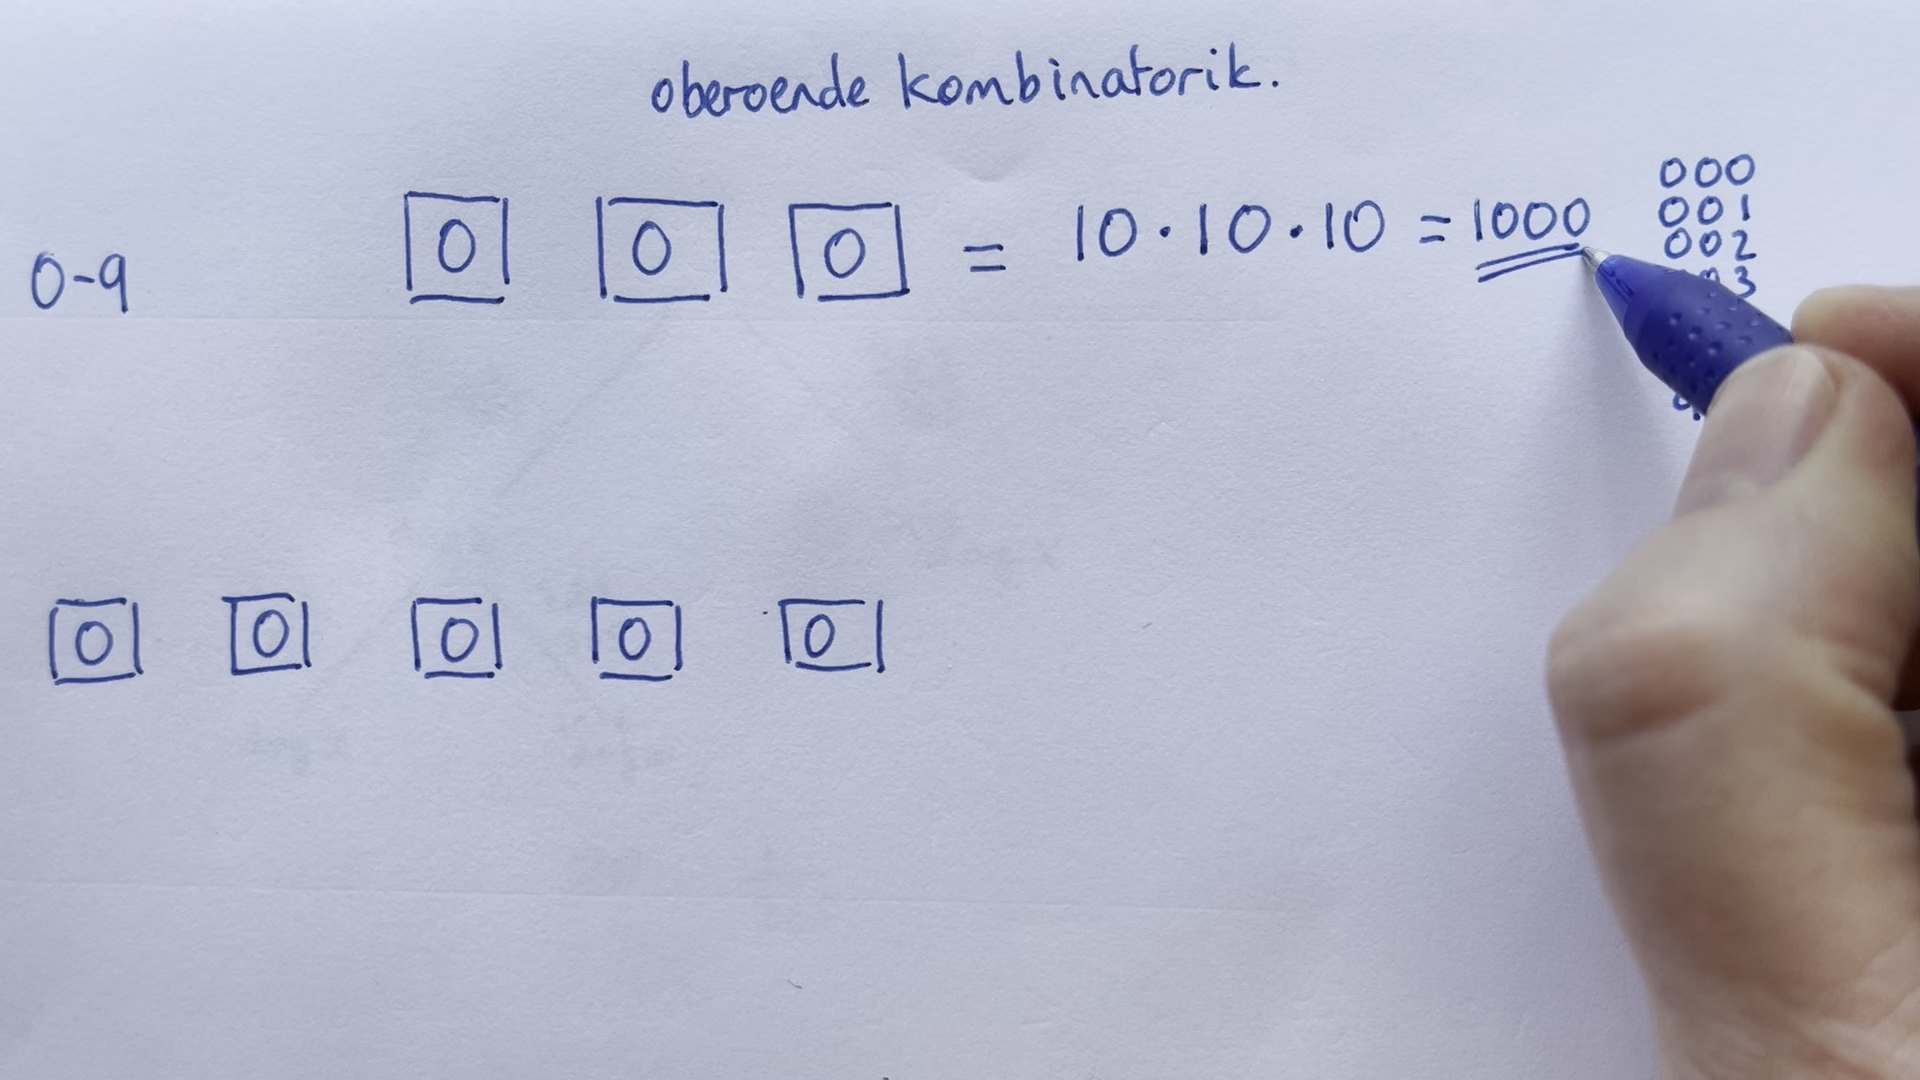 oberoende kombinatorik.
0-9 0 0 0 = 10·10·10 = 1000
000
001
002
3
0 0 0 0 0